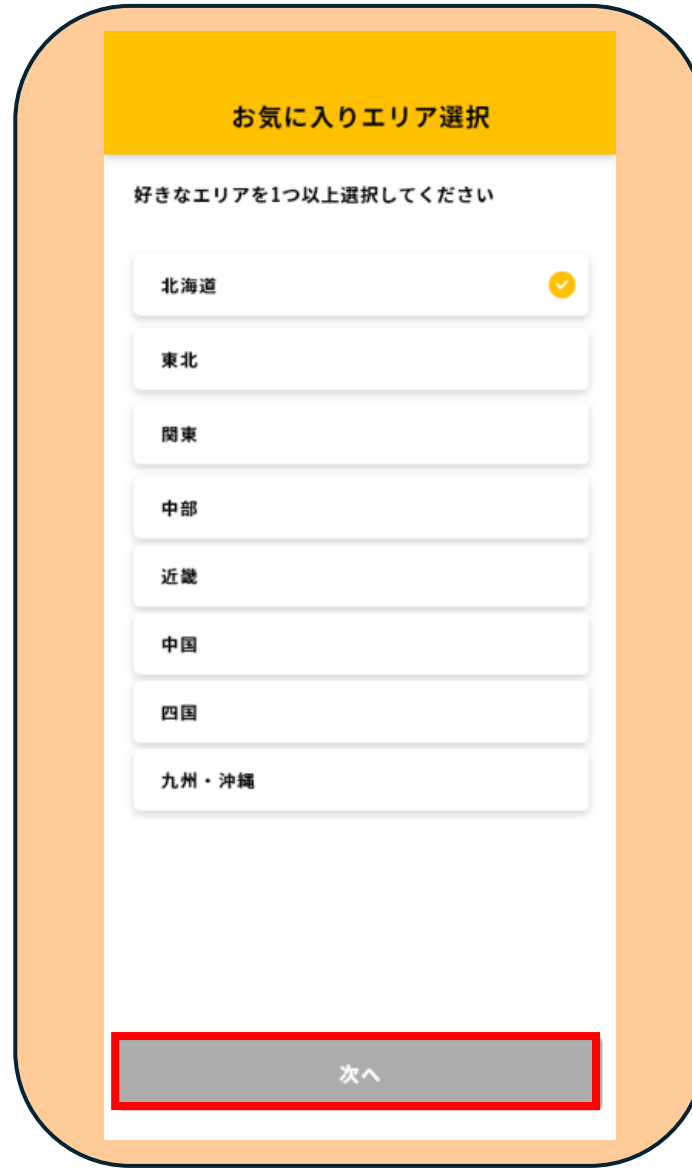 お気に入りエリア選択
好きなエリアを1つ以上選択してください
北海道
東北
関東
中部
近畿
中国
四国
九州・沖縄
次へ